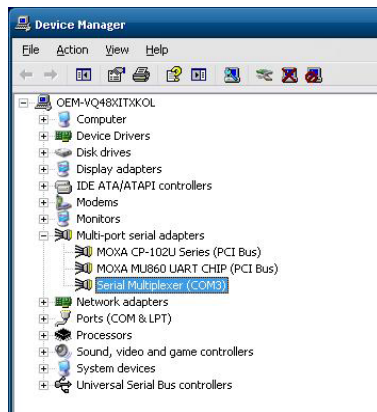 Device Manager
File Action View Help
OEM-VQ48XITXKOL
Computer
Device Drivers
Disk drives
Display adapters
IDE ATA/ATAPI controllers
Modems
Monitors
Multi-port serial adapters
MOXA CP-102U Series (PCI Bus)
MOXA MU860 UART CHIP (PCI Bus)
Serial Multiplexer (COM3)
Network adapters
Ports (COM & LPT)
Processors
Sound, video and game controllers
System devices
Universal Serial Bus controllers